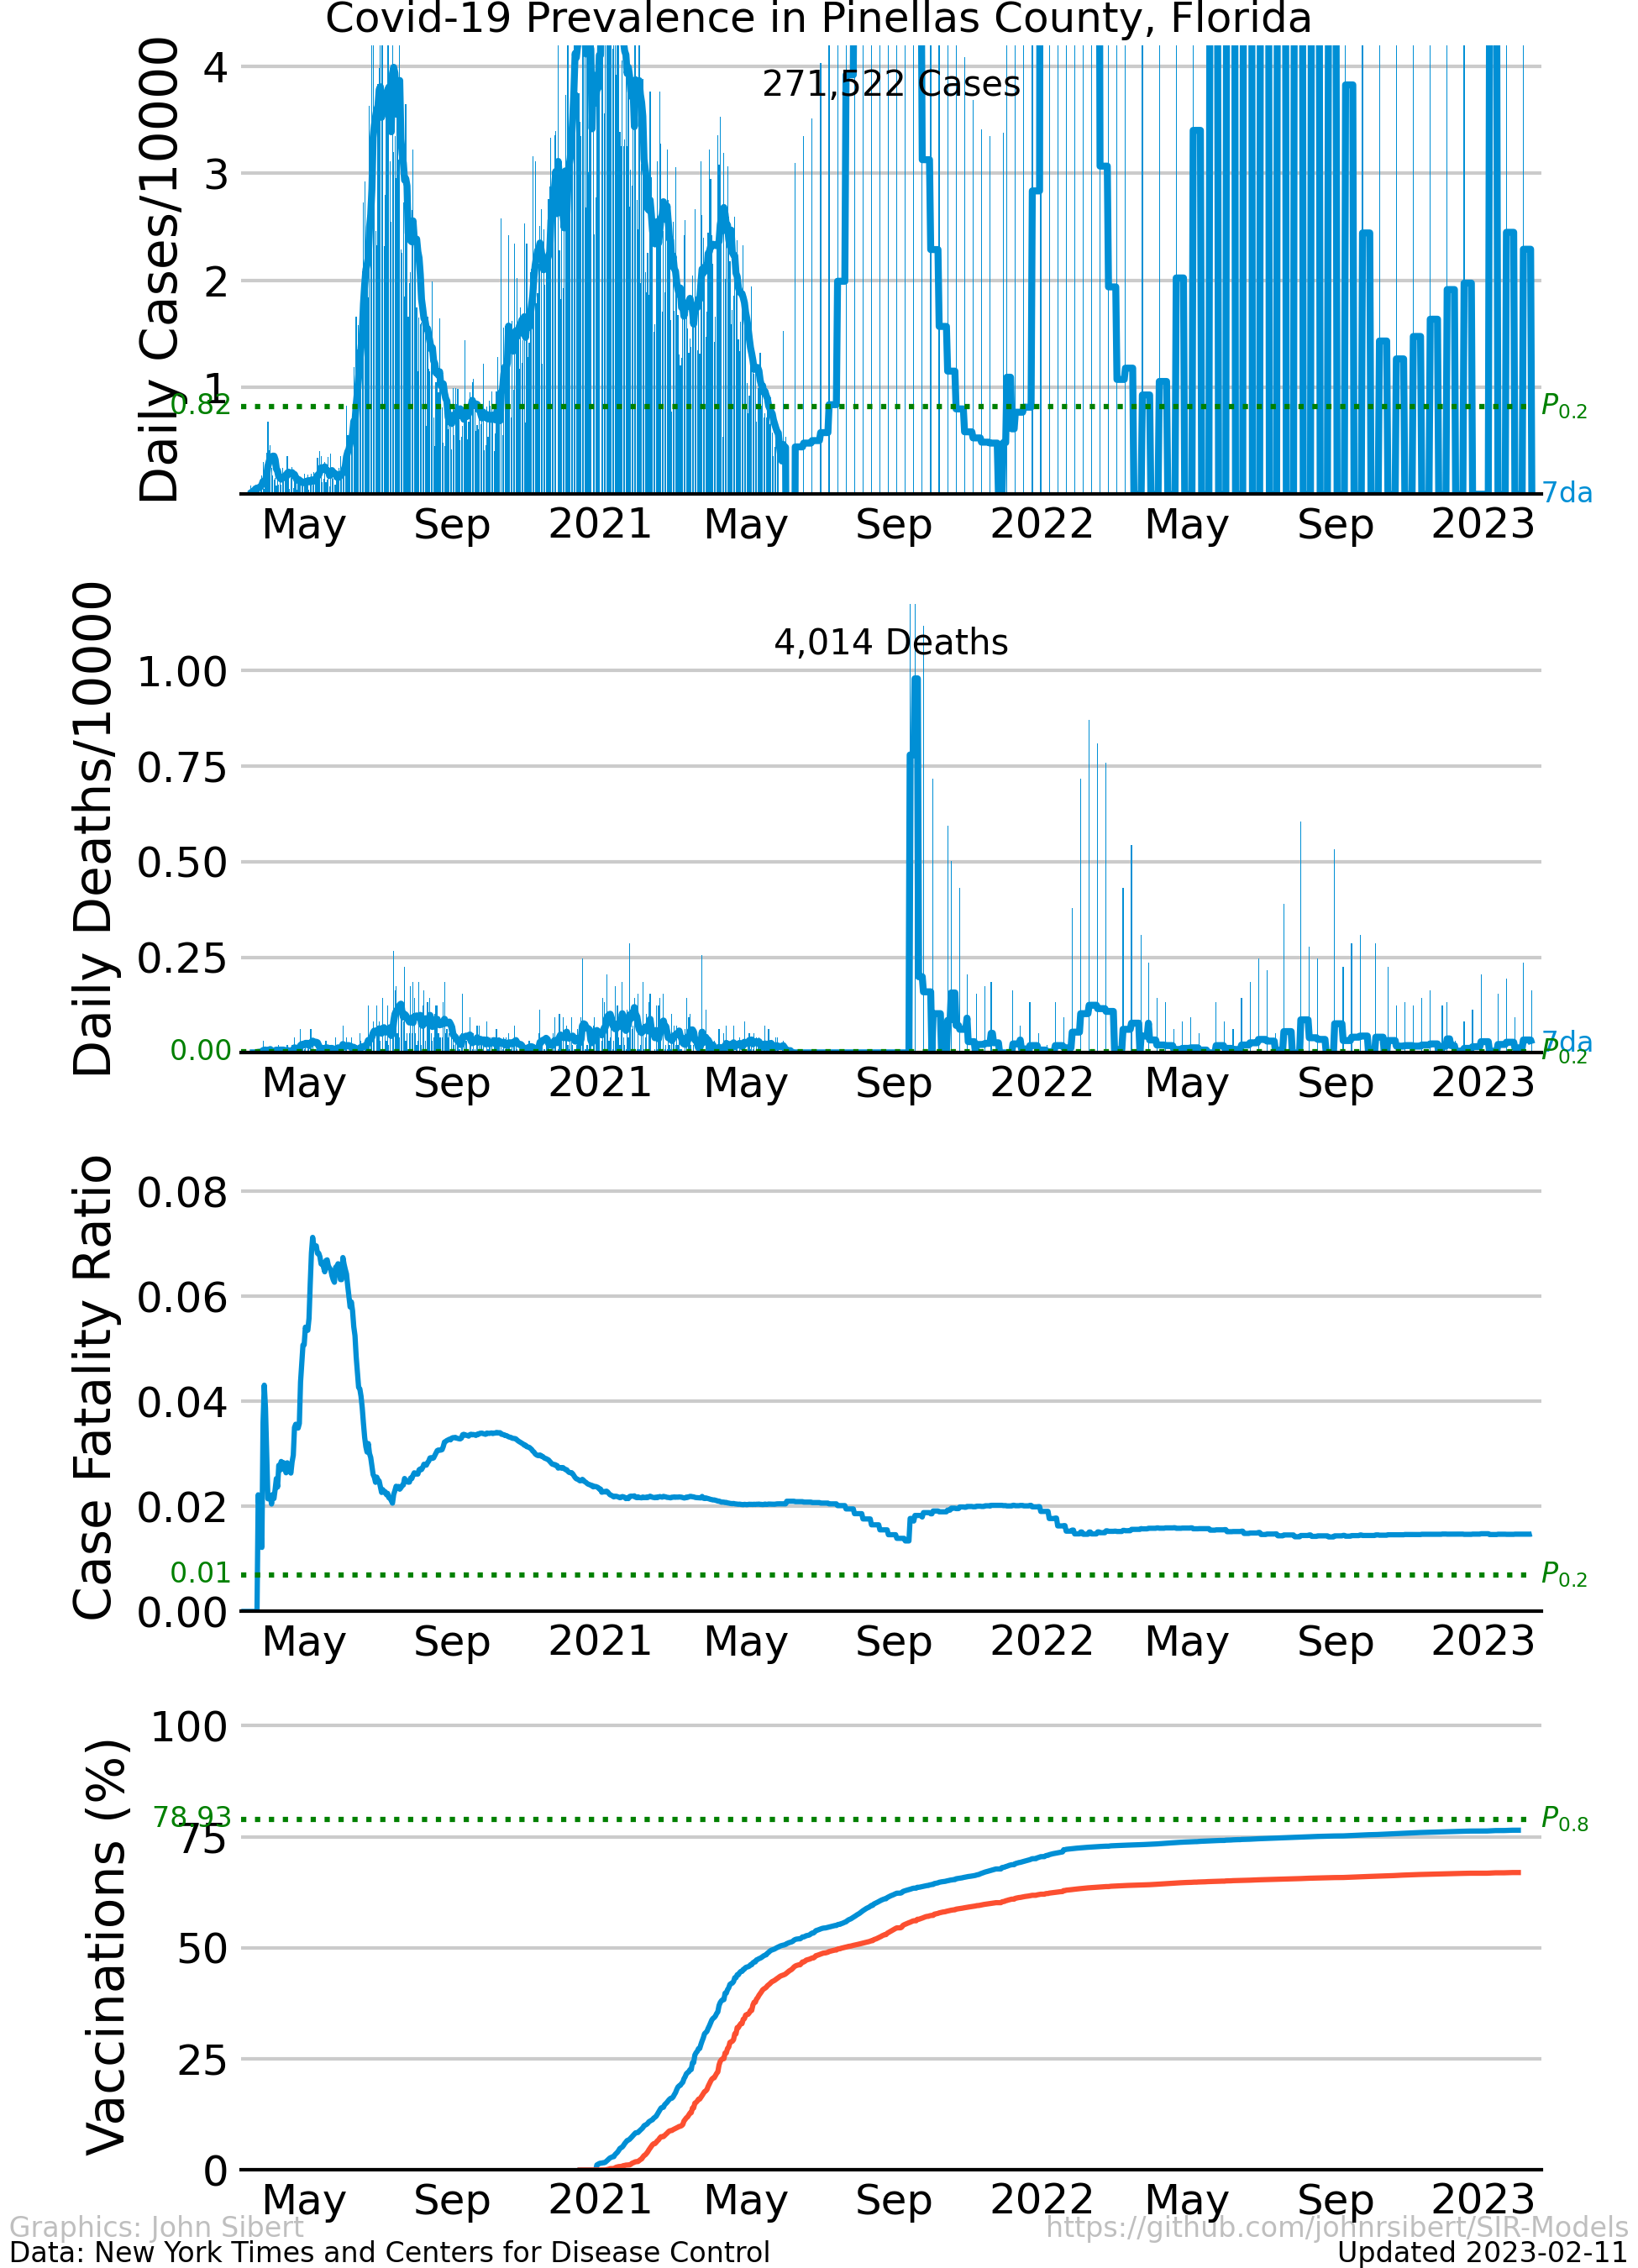 Covid-19 Prevalence in Pinellas County, Florida
Daily Cases/10000
4
3
2
1
0.82
271,522 Cases
P0.2
7da
May Sep 2021 May Sep 2022 May Sep 2023
Daily Deaths/10000
1.00
0.75
0.50
0.25
0.00
4,014 Deaths
7da
P0.2
May Sep 2021 May Sep 2022 May Sep 2023
Case Fatality Ratio
0.08
0.06
0.04
0.02
0.01
0.00
P0.2
May Sep 2021 May Sep 2022 May Sep 2023
Vaccinations (%)
100
78.93
75
50
25
0
P0.8
May Sep 2021 May Sep 2022 May Sep 2023
Graphics: John Sibert
https://github.com/johnrsibert/SIR-Models
Data: New York Times and Centers for Disease Control
Updated 2023-02-11